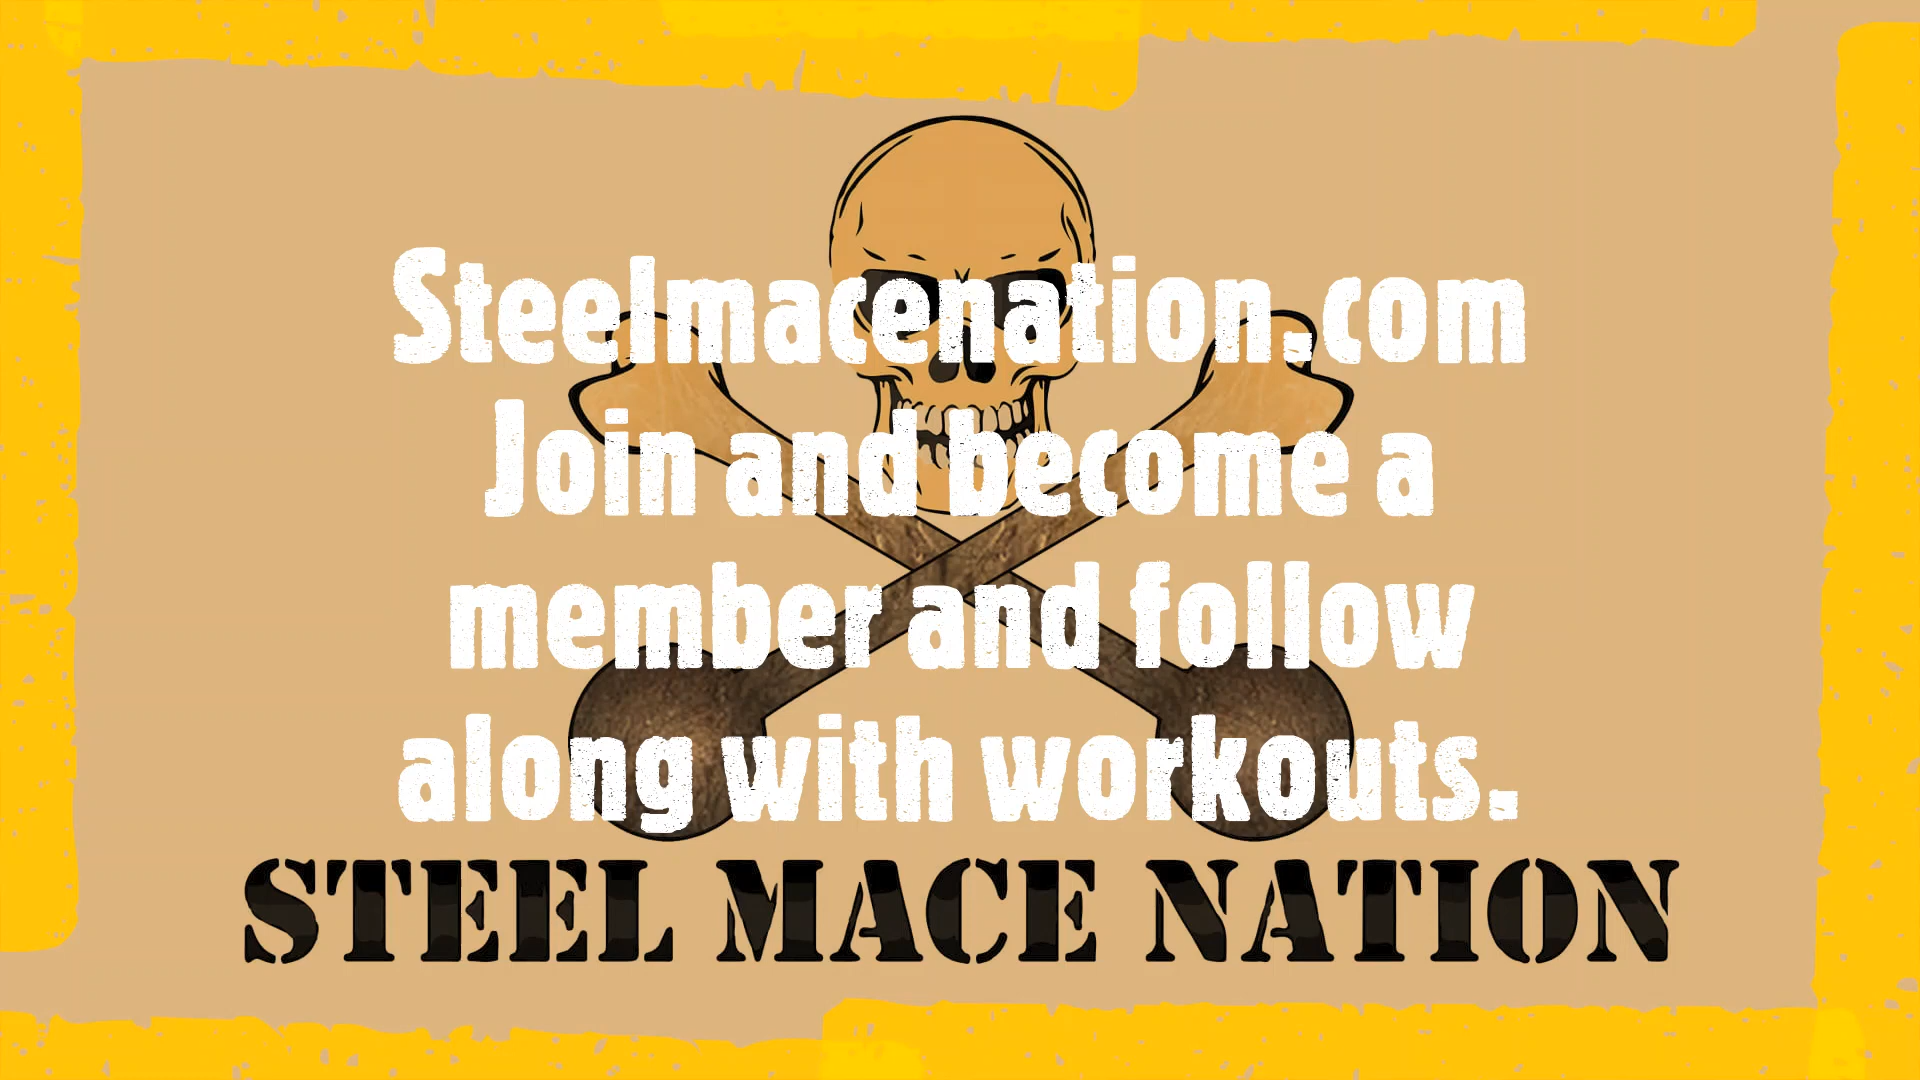 Steelmacenation.com
Join and become a
member and follow
along with workouts.
STEEL MACE NATION